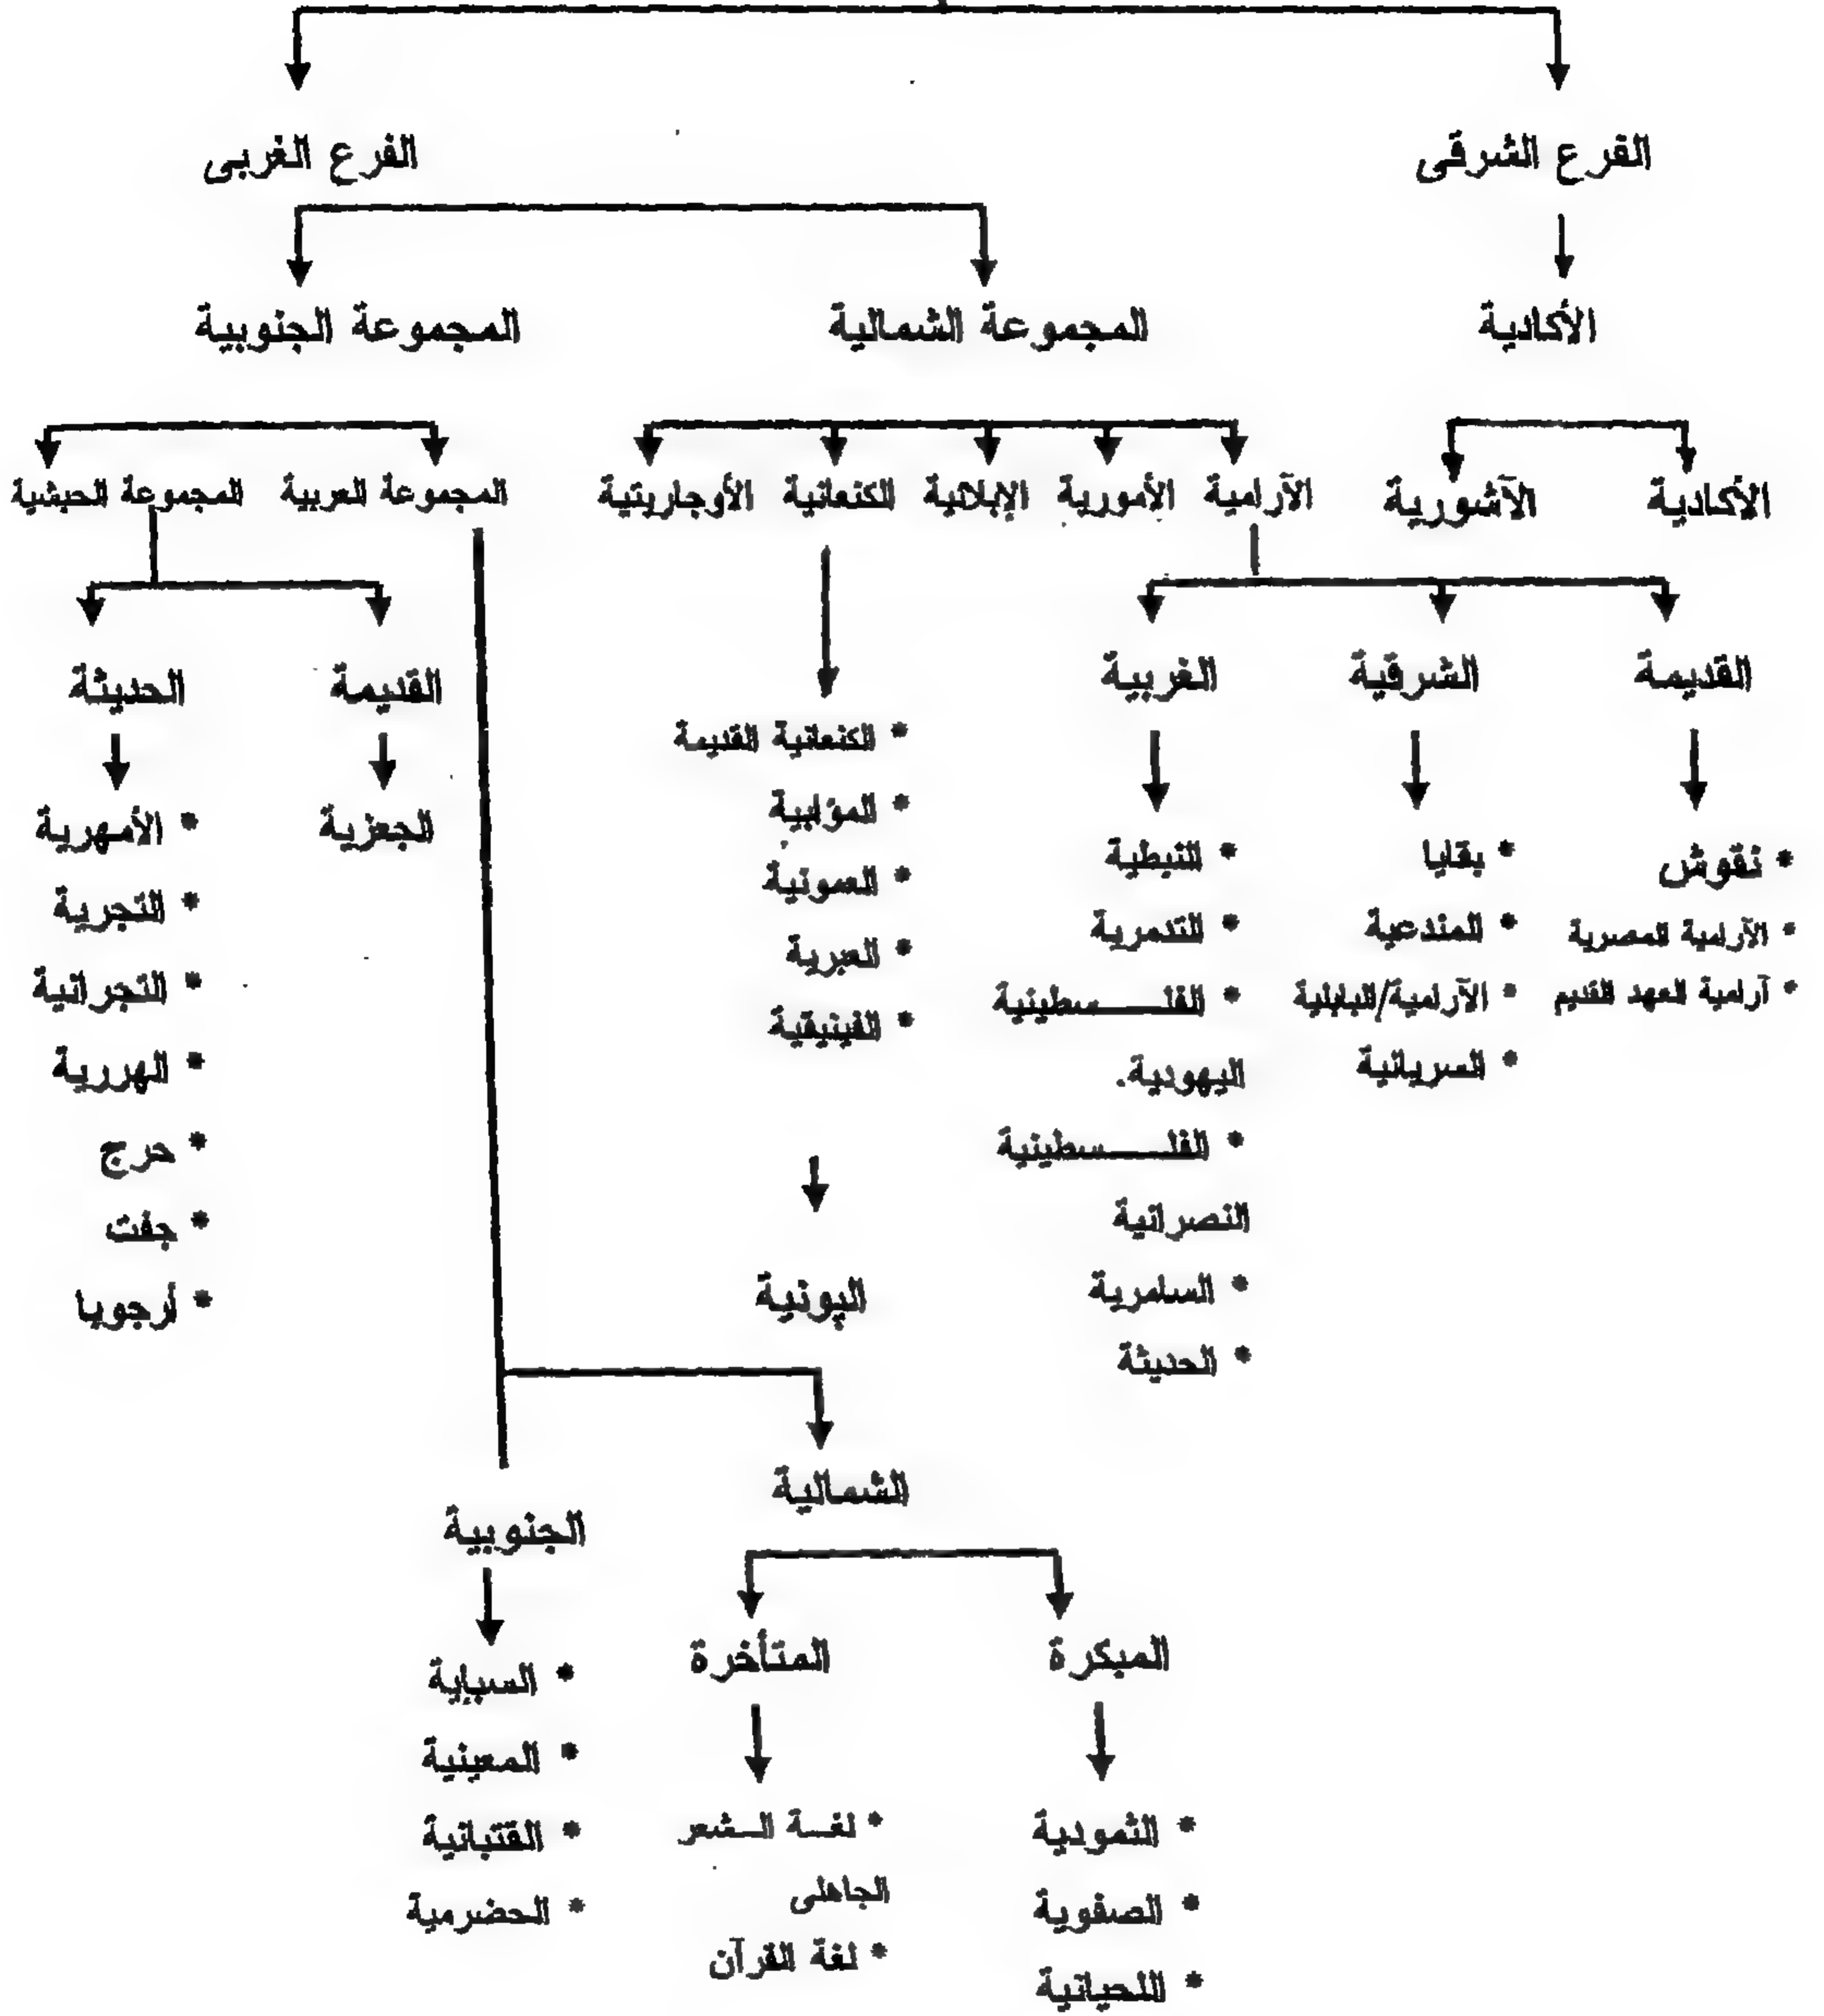 الفرع الشرقى
الفرع الغربى
الأكادية
المجموعة الشمالية
المجموعة الجنوبية
الأكادية
الآشورية
الآرامية
الأمورية
الإبلائية
الكنعانية
الأوجاريتية
المجموعة العربية
المجموعة الحبشية
القديمة
الشرقية
الغربية
القديمة
الحديثة
* نقوش
* الآرامية المصرية
* آرامية العهد القديم
* بقايا
* المندعية
* الآرامية/البابلية
* السريانية
* النبطية
* التدمرية
* الفلسطينية
اليهودية.
* الفلسطينية
النصرانية
* السامرية
* الحديثة
* الكنعانية القديمة
* المؤابية
* العمونية
* العبرية
* الفينيقية
الپونية
الجعزية
* الأمهرية
* التجرية
* التجرانية
* الهررية
* حرج
* جفت
* أرجوبا
الشمالية
الجنوبية
المبكرة
المتأخرة
* الثمودية
* الصفوية
* اللحيانية
* لغة الشعر
الجاهلى
* لغة القرآن
* السبإية
* المعينية
* القتبانية
* الحضرمية